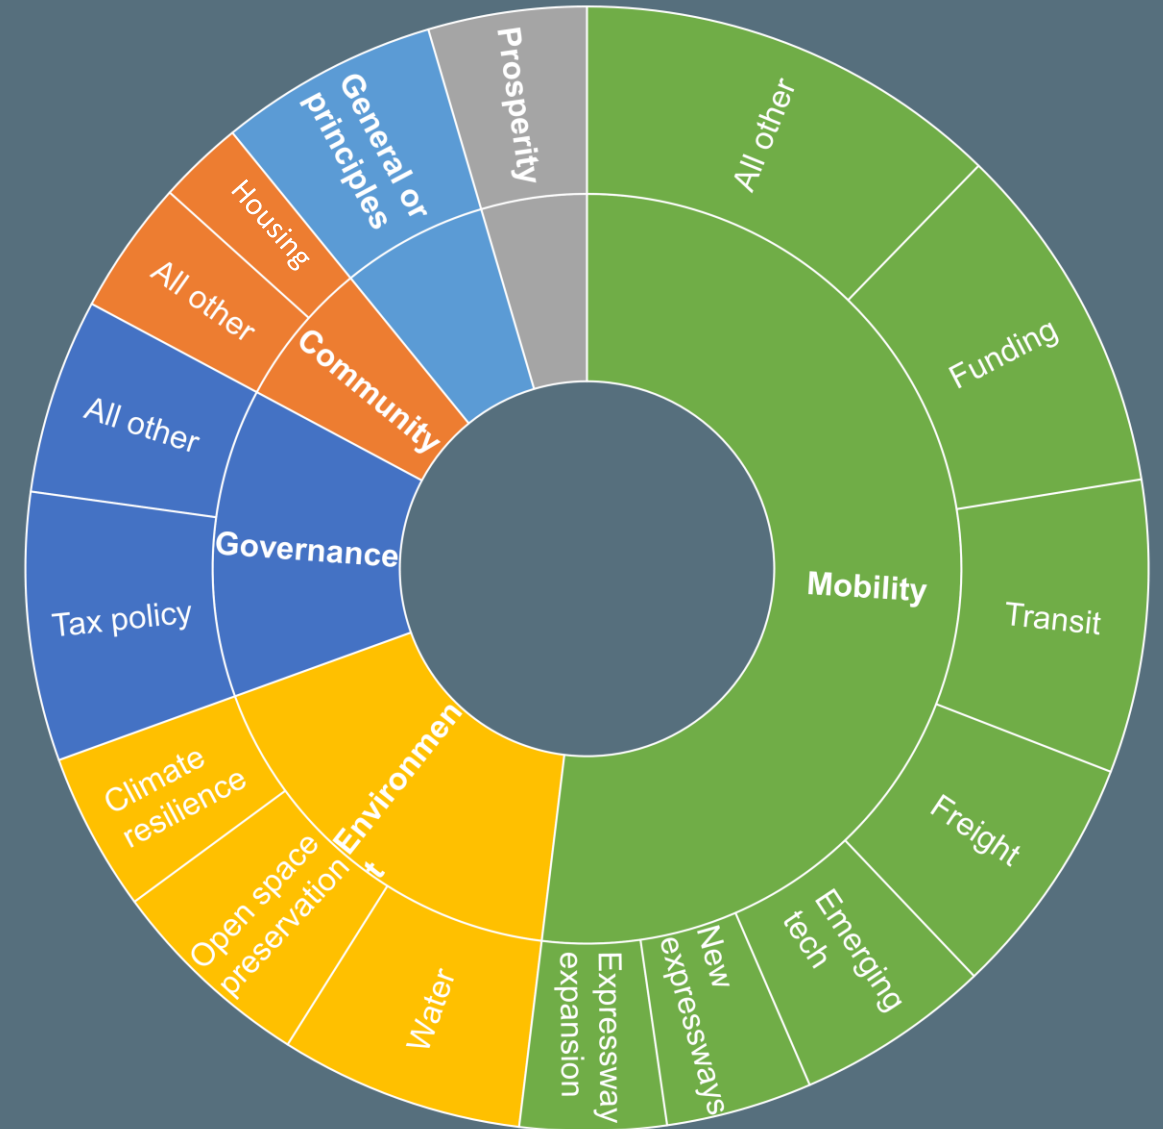 Prosperity
General or
principles
Housing
All other
Community
All other
Governance
Tax policy
Climate
resilience
Open space
preservation
Environmen
t
Water
All other
Funding
Mobility
Transit
Freight
Emerging
tech
New
expressways
Expressway
expansion